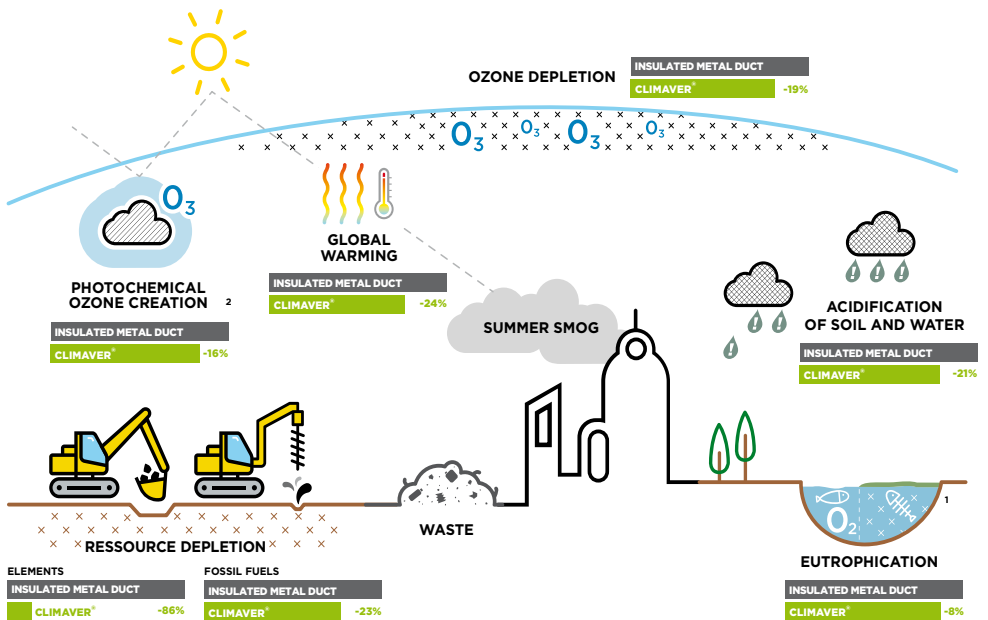 OZONE DEPLETION
INSULATED METAL DUCT
CLIMAVER® -19%
O3 O3 O3 O3
O3
GLOBAL
WARMING
INSULATED METAL DUCT
CLIMAVER® -24%
PHOTOCHEMICAL
OZONE CREATION 2
INSULATED METAL DUCT
CLIMAVER® -16%
SUMMER SMOG
ACIDIFICATION
OF SOIL AND WATER
INSULATED METAL DUCT
CLIMAVER® -21%
! ! !
! !
!
WASTE
RESSOURCE DEPLETION
ELEMENTS
INSULATED METAL DUCT
CLIMAVER® -86%
FOSSIL FUELS
INSULATED METAL DUCT
CLIMAVER® -23%
O2
1
EUTROPHICATION
INSULATED METAL DUCT
CLIMAVER® -8%